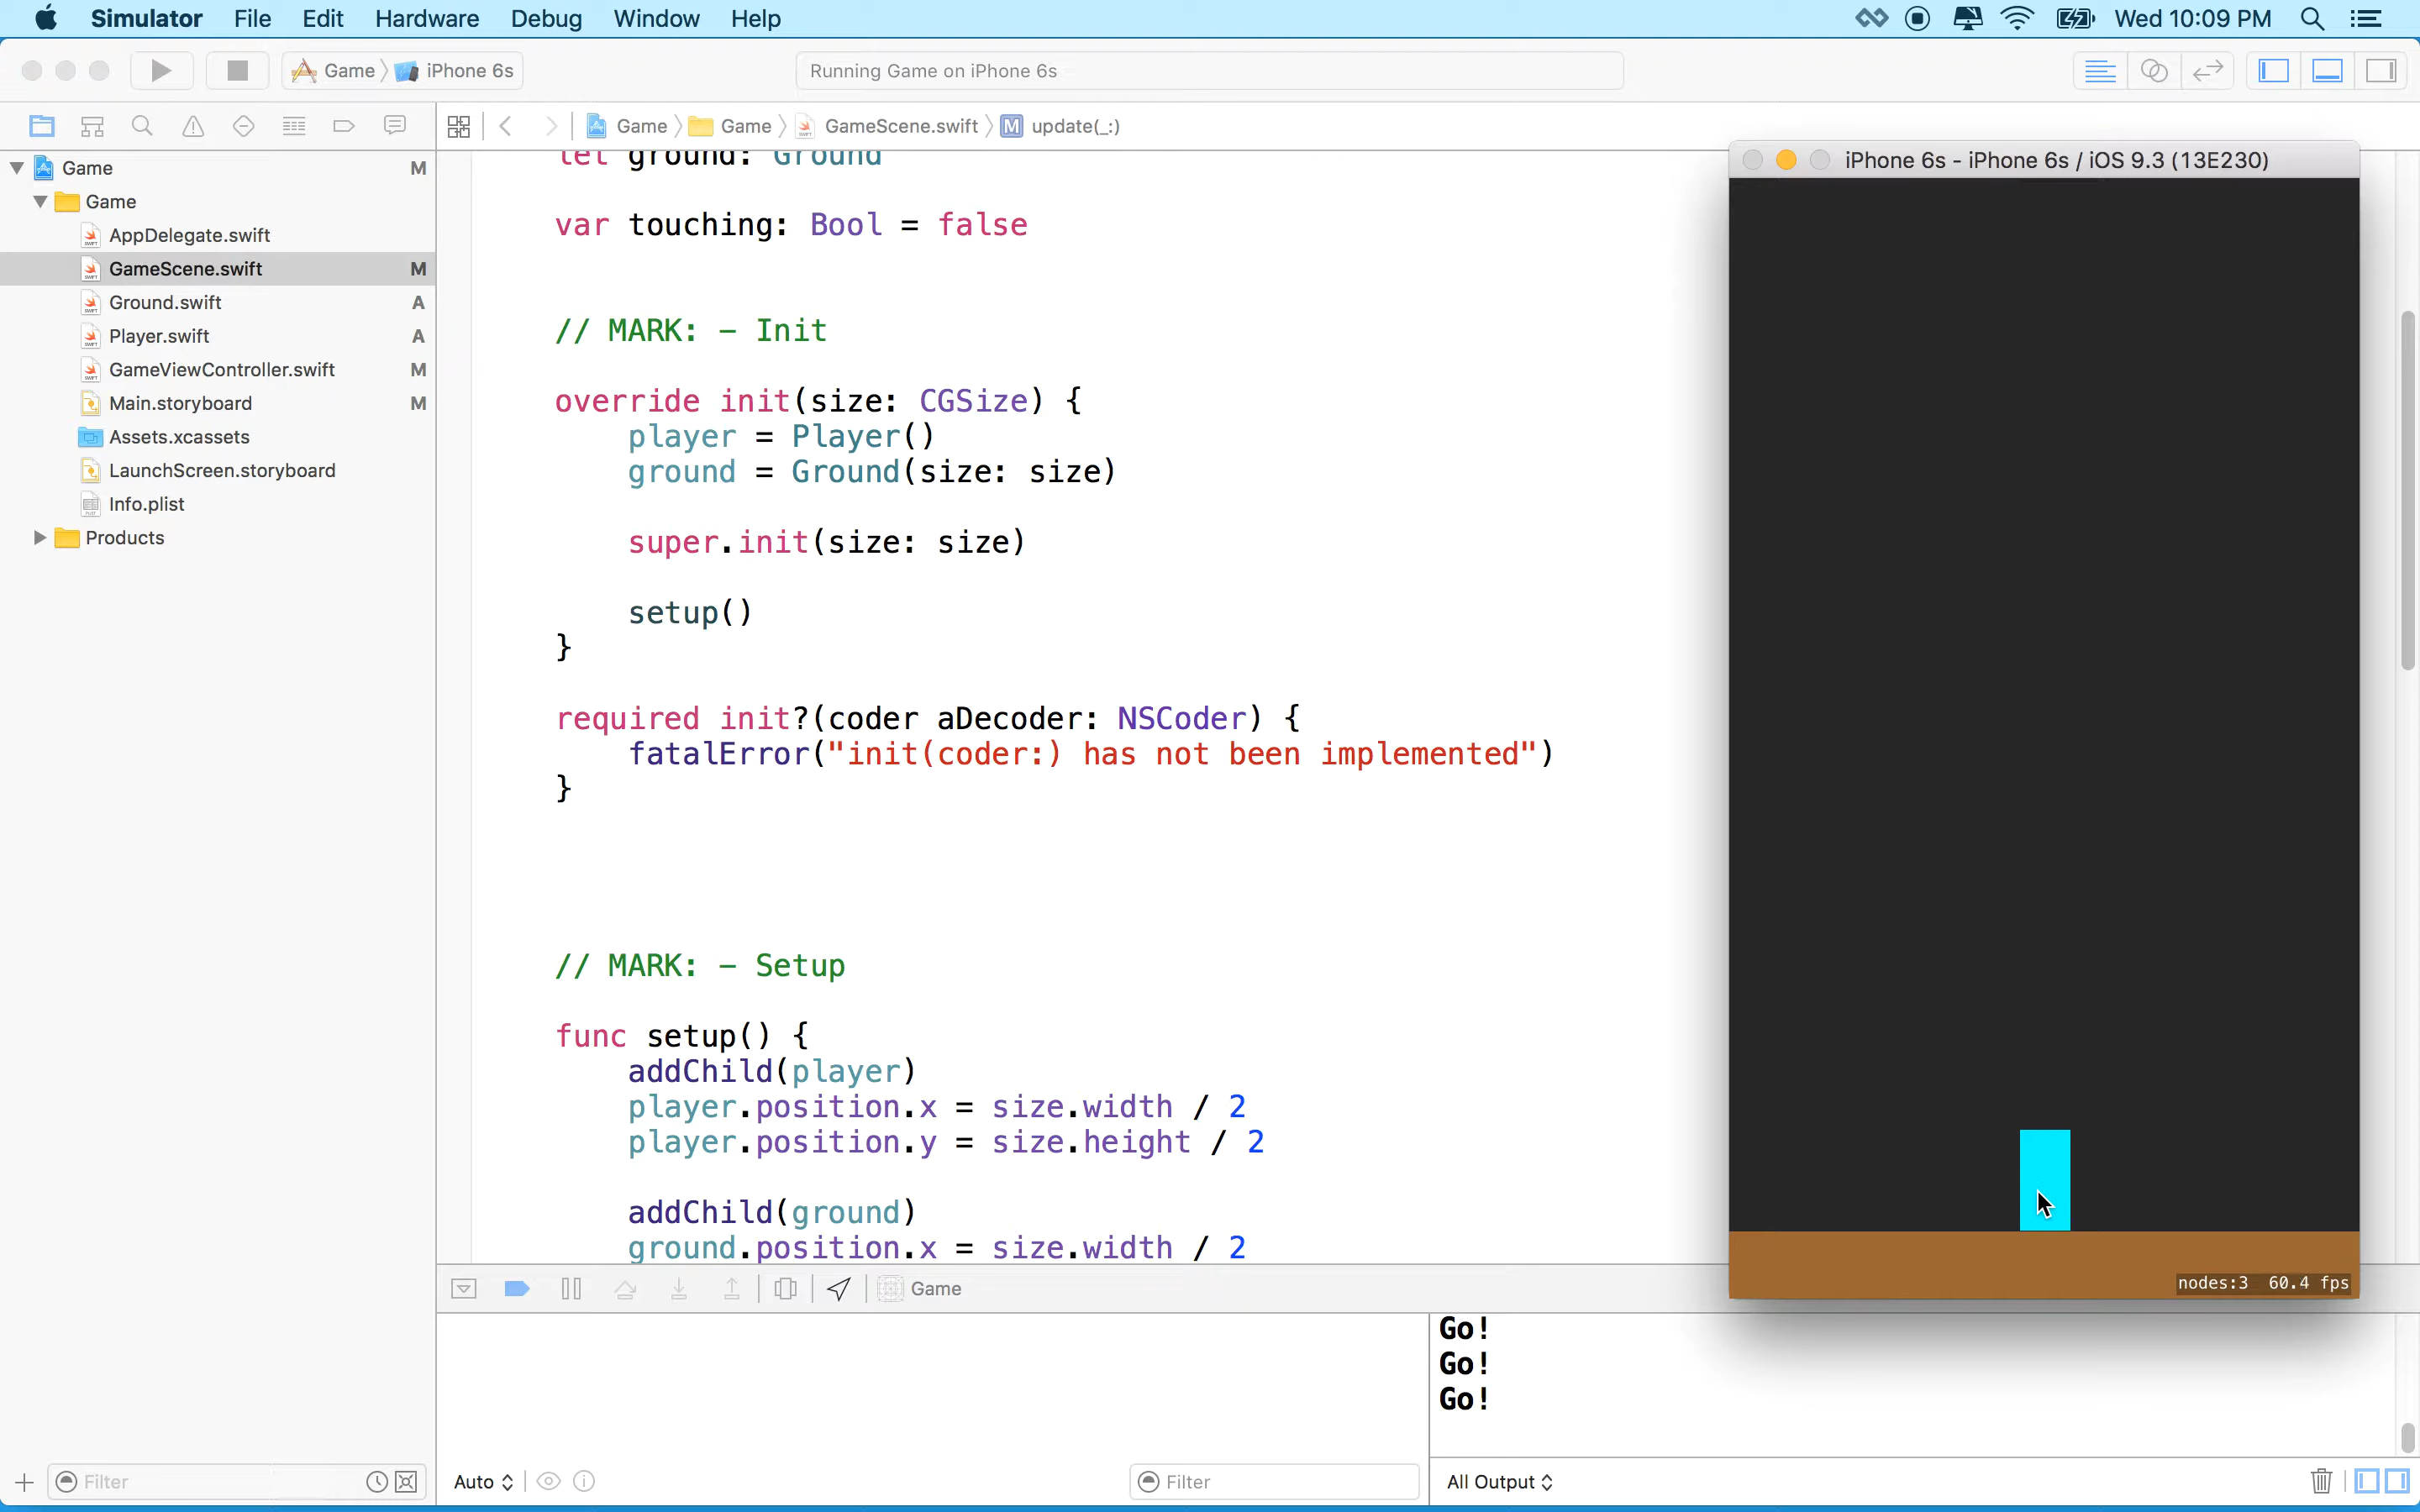 Simulator File Edit Hardware Debug Window Help Wed 10:09 PM
Game iPhone 6s Running Game on iPhone 6s
Game Game GameScene.swift M update(_:)
Game M
Game
AppDelegate.swift
GameScene.swift M
Ground.swift A
Player.swift A
GameViewController.swift M
Main.storyboard M
Assets.xcassets
LaunchScreen.storyboard
Info.plist
Products
Filter
let ground: Ground
var touching: Bool = false
// MARK: - Init
override init(size: CGSize) {
player = Player()
ground = Ground(size: size)
super.init(size: size)
setup()
}
required init?(coder aDecoder: NSCoder) {
fatalError("init(coder:) has not been implemented")
}
// MARK: - Setup
func setup() {
addChild(player)
player.position.x = size.width / 2
player.position.y = size.height / 2
addChild(ground)
ground.position.x = size.width / 2
iPhone 6s - iPhone 6s / iOS 9.3 (13E230)
nodes:3 60.4 fps
Game
Go!
Go!
Go!
Auto Filter All Output